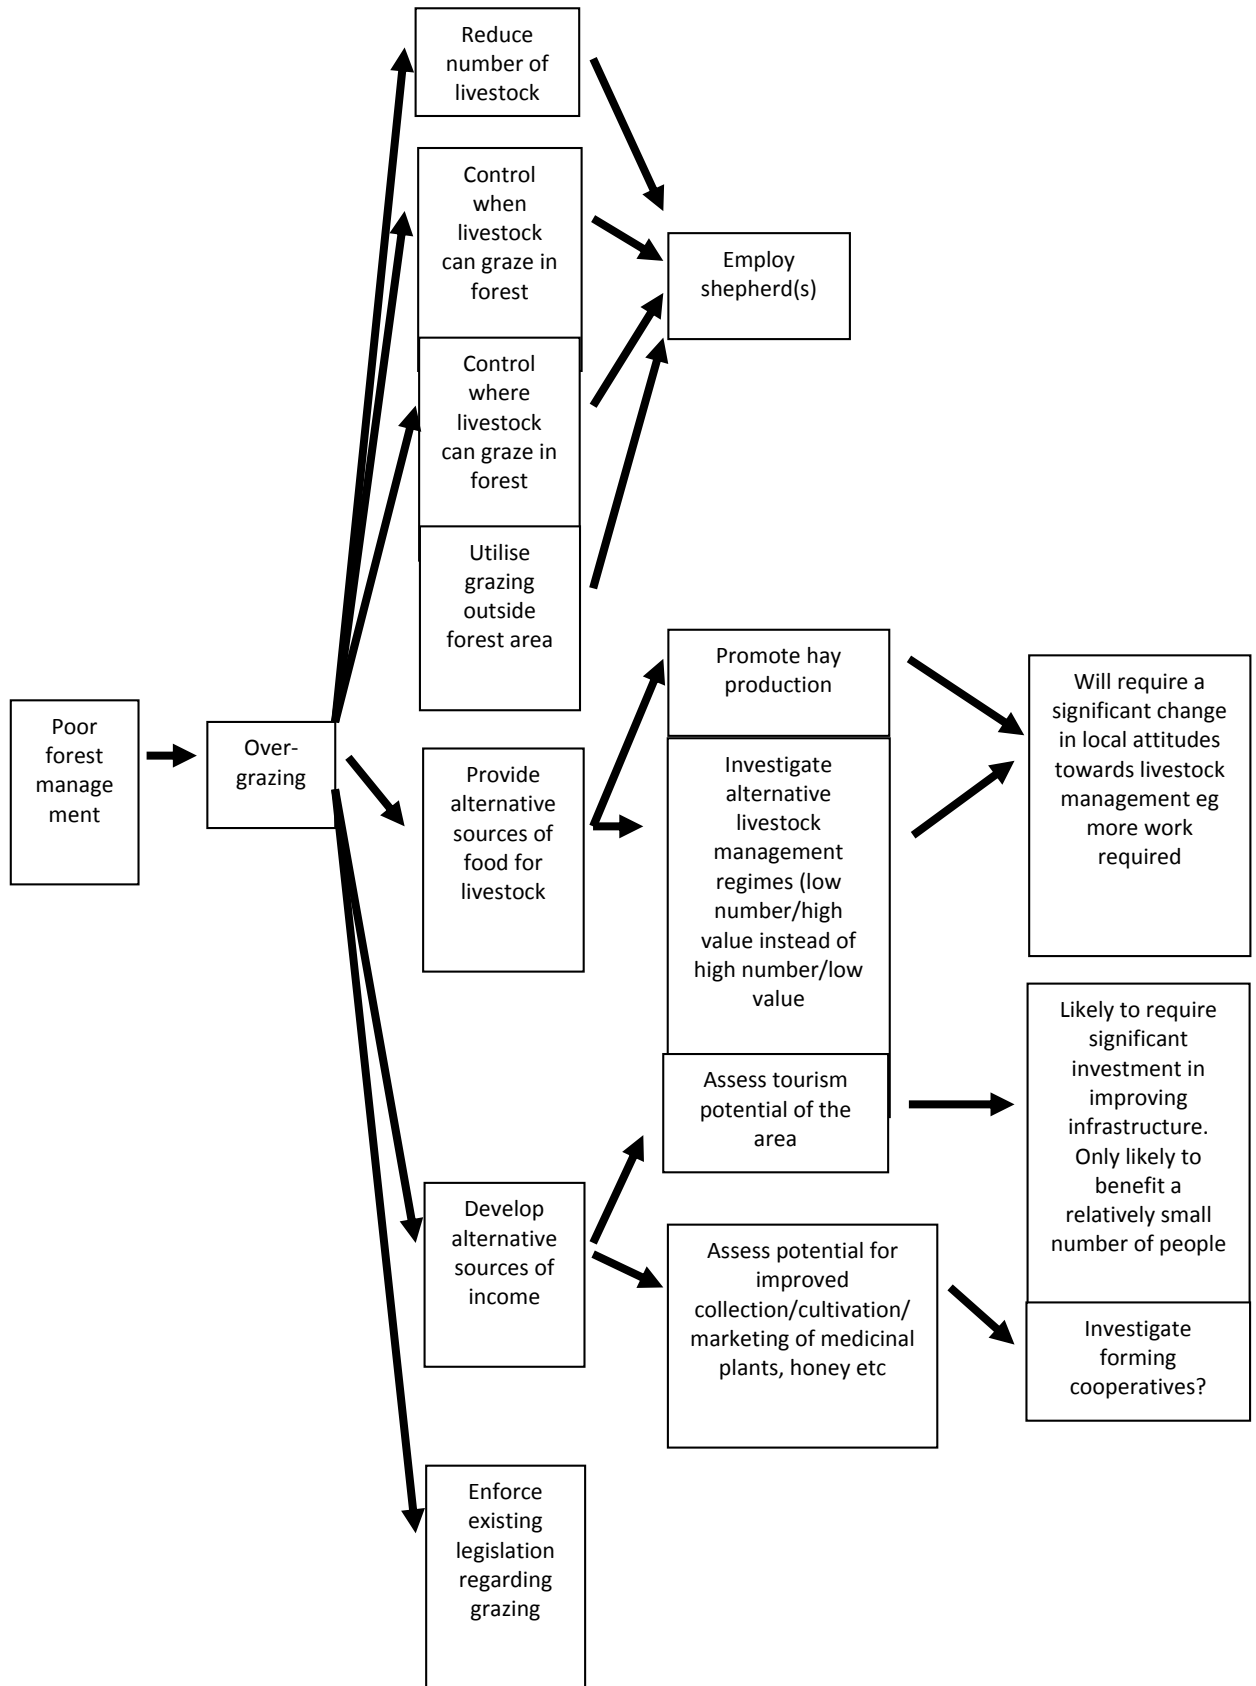 Reduce
number of
livestock
Control
when
livestock
can graze in
forest
Employ
shepherd(s)
Control
where
livestock
can graze in
forest
Utilise
grazing
outside
forest area
Poor
forest
manage
ment
Over-
grazing
Provide
alternative
sources of
food for
livestock
Promote hay
production
Investigate
alternative
livestock
management
regimes (low
number/high
value instead of
high number/low
value
Will require a
significant change
in local attitudes
towards livestock
management eg
more work
required
Assess tourism
potential of the
area
Likely to require
significant
investment in
improving
infrastructure.
Only likely to
benefit a
relatively small
number of people
Develop
alternative
sources of
income
Assess potential for
improved
collection/cultivation/
marketing of medicinal
plants, honey etc
Investigate
forming
cooperatives?
Enforce
existing
legislation
regarding
grazing